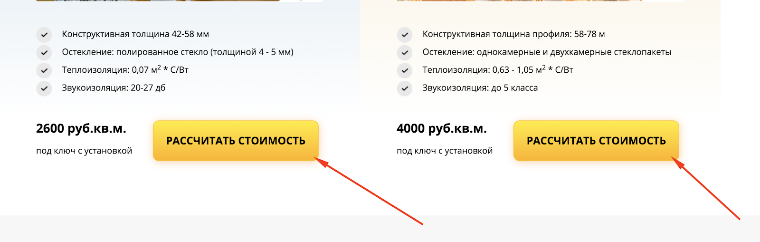 Конструктивная толщина 42-58 мм
Остекление: полированное стекло (толщиной 4 - 5 мм)
Теплоизоляция: 0,07 м² * С/Вт
Звукоизоляция: 20-27 дб
2600 руб.кв.м.
под ключ с установкой
РАССЧИТАТЬ СТОИМОСТЬ
Конструктивная толщина профиля: 58-78 м
Остекление: однокамерные и двухкамерные стеклопакеты
Теплоизоляция: 0,63 - 1,05 м² * С/Вт
Звукоизоляция: до 5 класса
4000 руб.кв.м.
под ключ с установкой
РАССЧИТАТЬ СТОИМОСТЬ